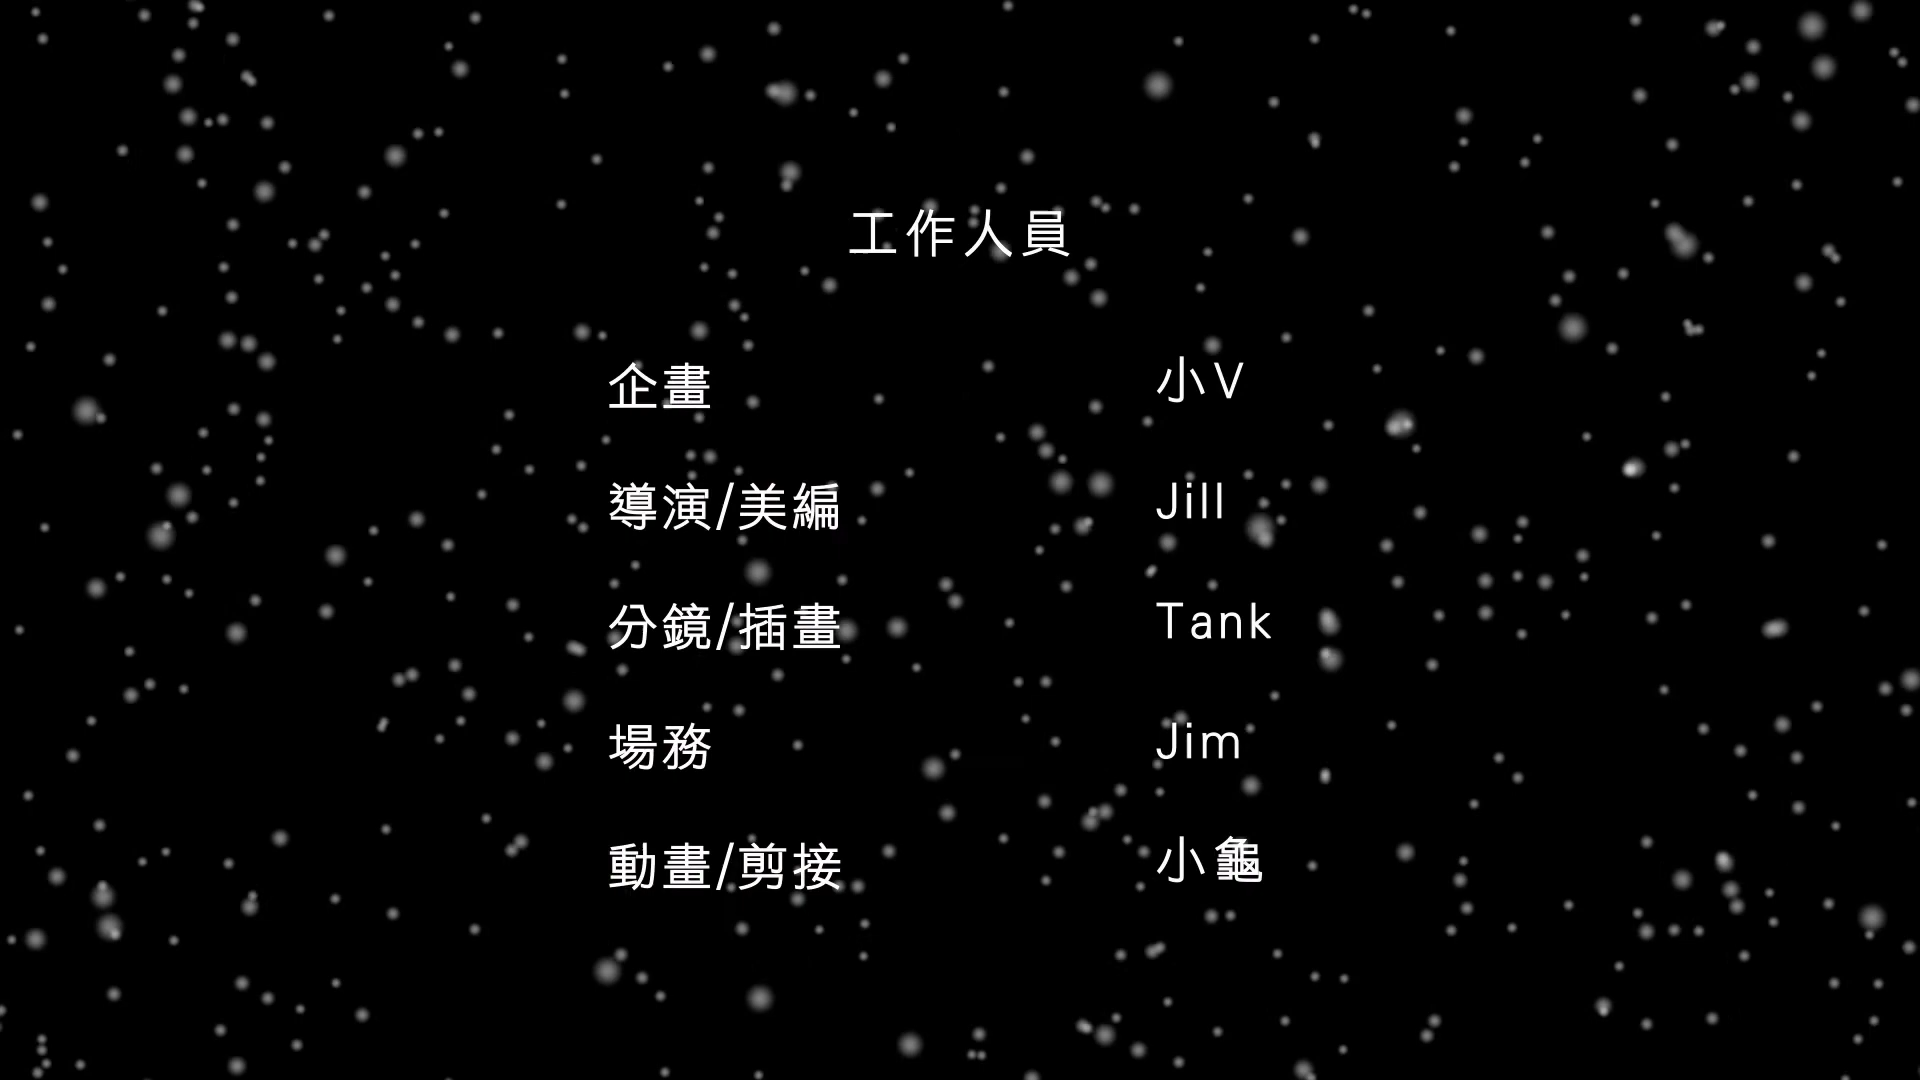 工作人員
企畫 小V
導演/美編 Jill
分鏡/插畫 Tank
場務 Jim
動畫/剪接 小龜